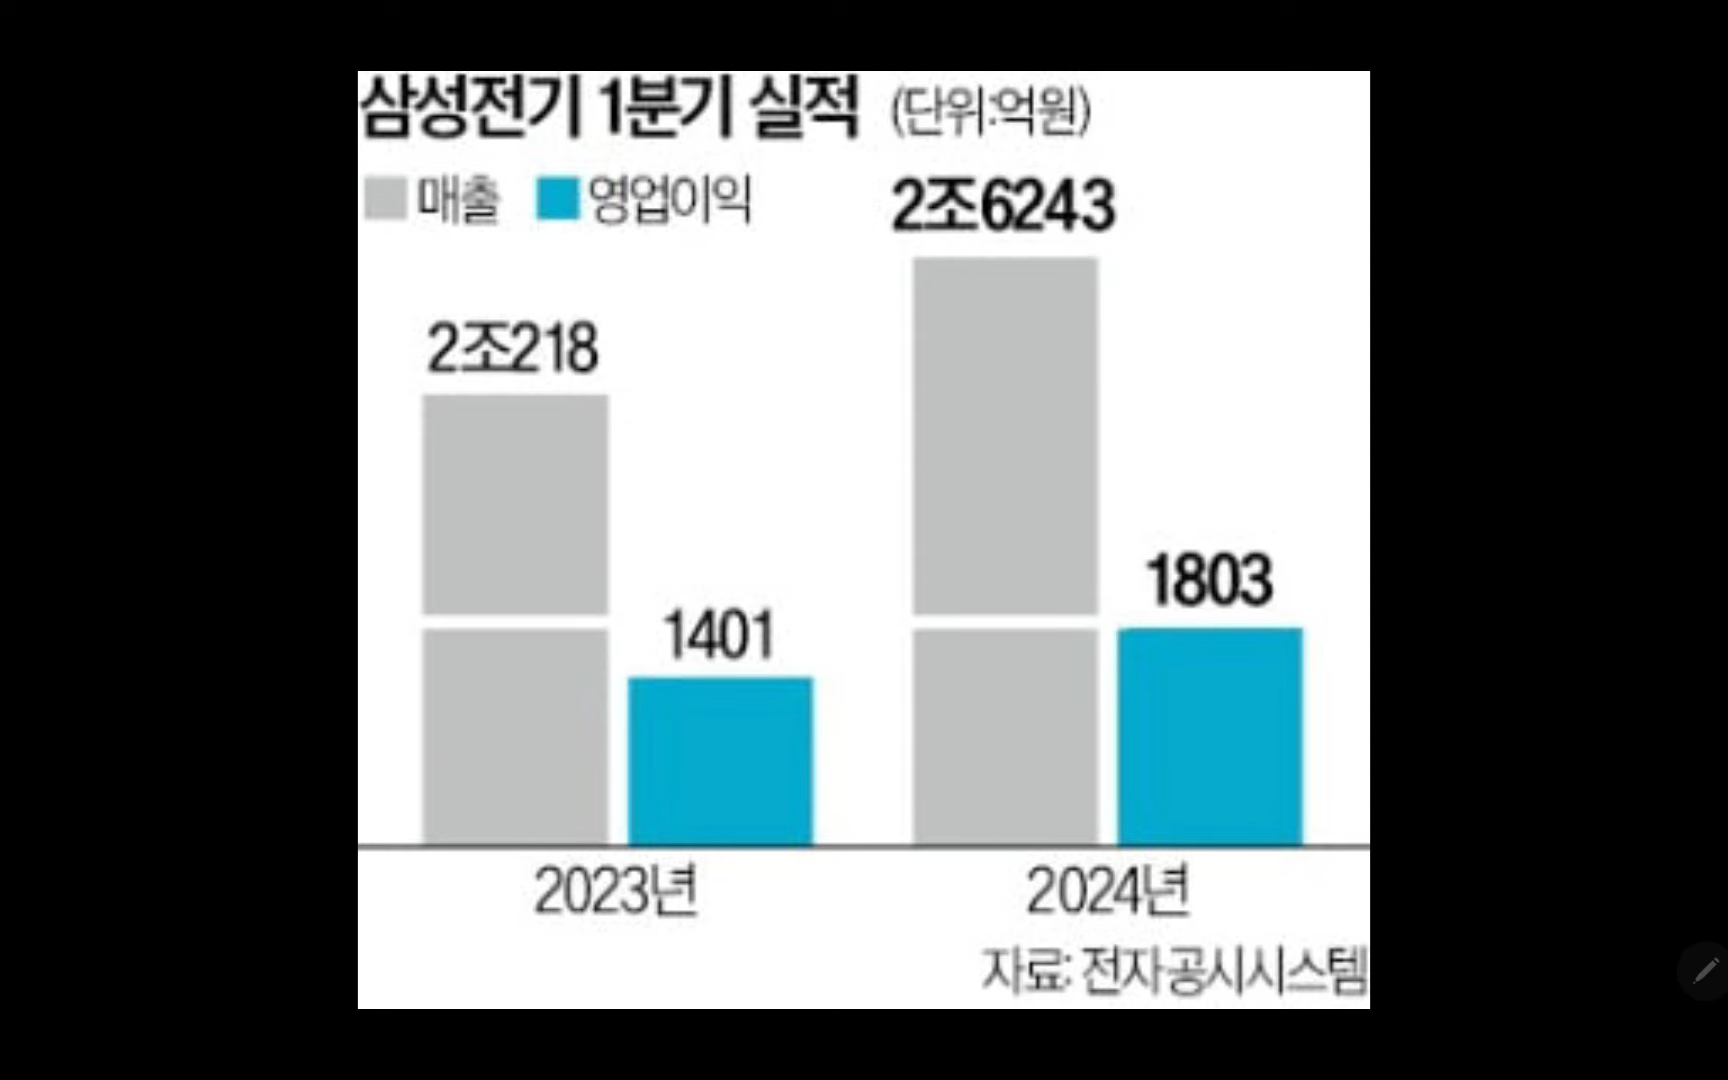 삼성전기 1분기 실적 (단위:억원)
매출 영업이익
2조6243
2조218
1803
1401
2023년 2024년
자료: 전자공시시스템